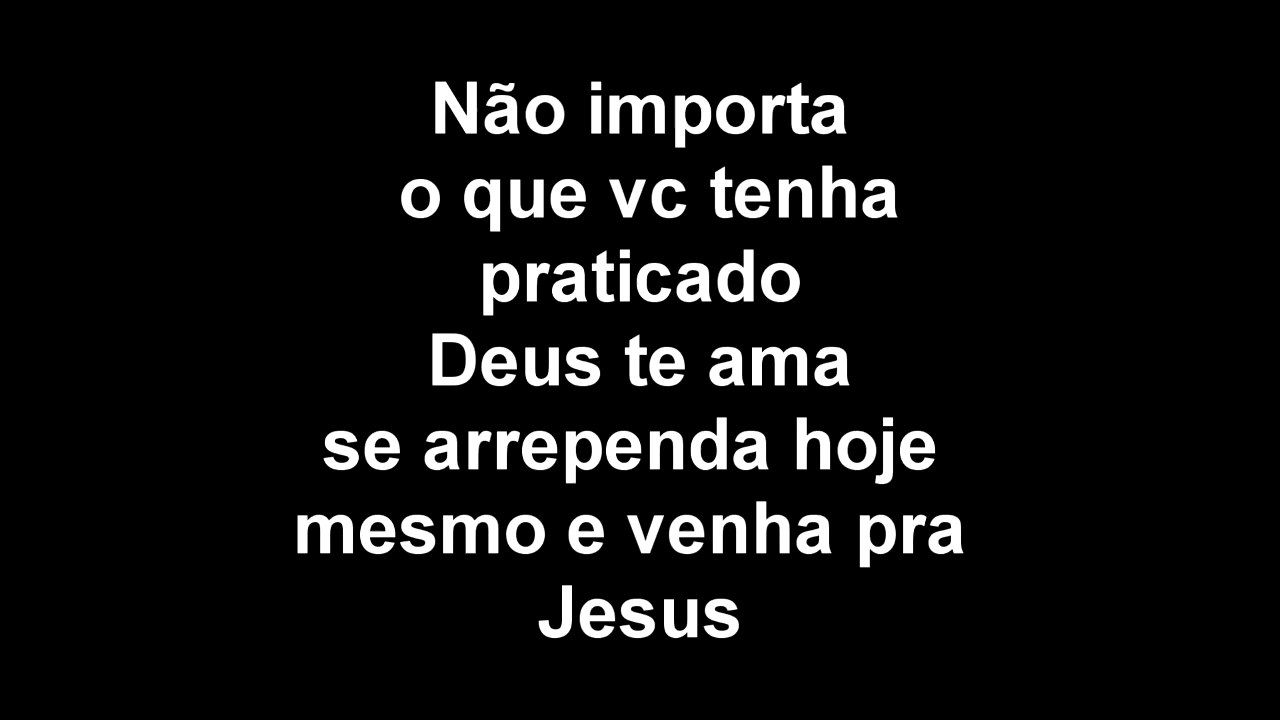 Não importa
o que vc tenha
praticado
Deus te ama
se arrependa hoje
mesmo e venha pra
Jesus